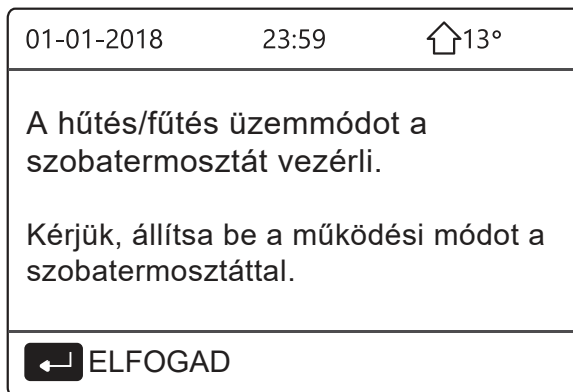 01-01-2018 23:59 13°
A hűtés/fűtés üzemmódot a
szobatermosztát vezérli.
Kérjük, állítsa be a működési módot a
szobatermosztáttal.
ELFOGAD